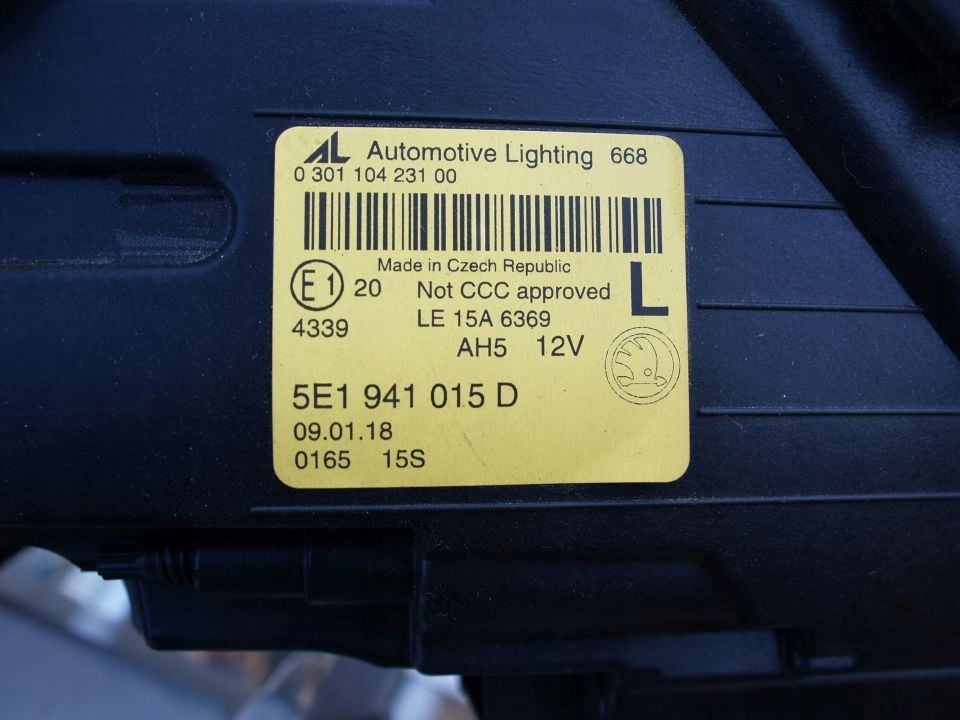 AL Automotive Lighting 668
0 301 104 231 00
Made in Czech Republic
E1 20 Not CCC approved L
4339 LE 15A 6369
AH5 12V
5E1 941 015 D
09.01.18
0165 15S